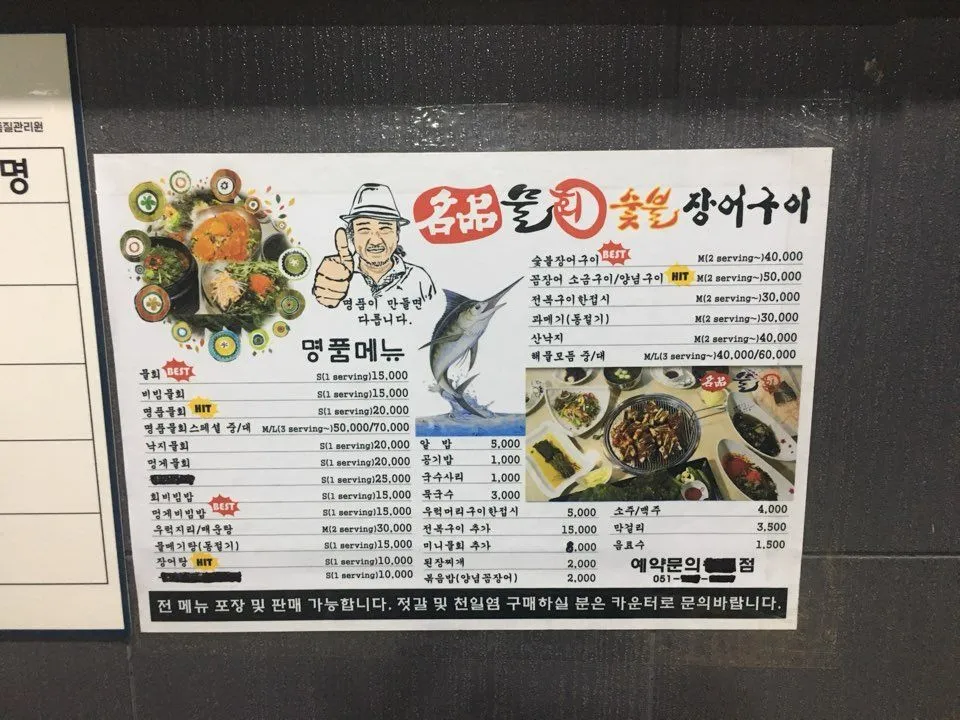 질관리원
명
名品 물회 숯불 장어구이
명품이 만들면
다릅니다.
명품메뉴
물회 BEST S(1 serving)15,000
비빔물회 S(1 serving)15,000
명품물회 HIT S(1 serving)20,000
명품물회스페셜 중/대 M/L(3 serving~)50,000/70,000
낙지물회 S(1 serving)20,000
멍게물회 S(1 serving)20,000
S(1 serving)25,000
회비빔밥 S(1 serving)15,000
멍게비빔밥 BEST S(1 serving)15,000
우럭지리/매운탕 M(2 serving)30,000
물메기탕(동절기) S(1 serving)15,000
장어탕 HIT S(1 serving)10,000
S(1 serving)10,000
숯불장어구이 BEST M(2 serving~)40,000
꼼장어 소금구이/양념구이 HIT M(2 serving~)50,000
전복구이한접시 M(2 serving~)30,000
과메기(동절기) M(2 serving~)30,000
산낙지 M(2 serving~)40,000
해물모듬 중/대 M/L(3 serving~)40,000/60,000
名品 물회
알 밥 5,000
공기밥 1,000
국수사리 1,000
묵국수 3,000
우럭머리구이한접시 5,000
전복구이 추가 15,000
미니물회 추가 8,000
된장찌개 2,000
볶음밥(양념꼼장어) 2,000
소주/맥주 4,000
막걸리 3,500
음료수 1,500
예약문의 점
051- -
전 메뉴 포장 및 판매 가능합니다. 젓갈 및 천일염 구매하실 분은 카운터로 문의바랍니다.